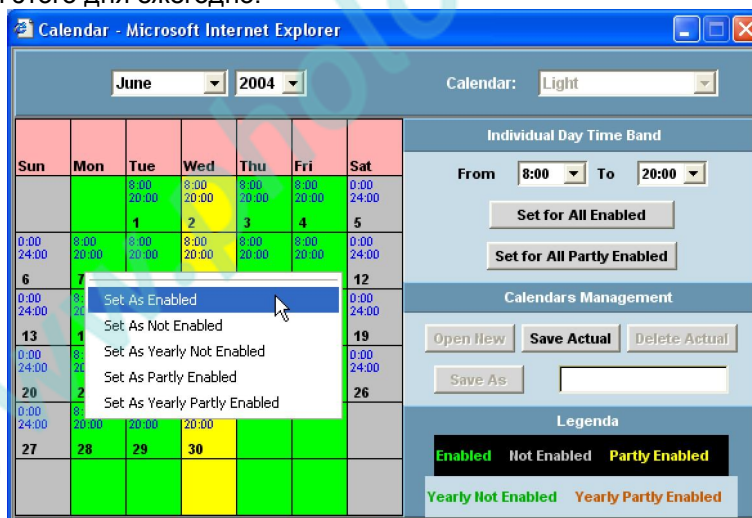 этого дня ежегодно.
Calendar - Microsoft Internet Explorer
June 2004 Calendar: Light
Sun Mon Tue Wed Thu Fri Sat
8:00 8:00 8:00 8:00 0:00
20:00 20:00 20:00 20:00 24:00
1 2 3 4 5
0:00 8:00 8:00 8:00 8:00 8:00 0:00
24:00 20:00 20:00 20:00 20:00 20:00 24:00
6 7 12
0:00 0:00
24:00 24:00
13 19
0:00 0:00
24:00 24:00
20 26
0:00
24:00 20:00 20:00 20:00
27 28 29 30
Set As Enabled
Set As Not Enabled
Set As Yearly Not Enabled
Set As Partly Enabled
Set As Yearly Partly Enabled
Individual Day Time Band
From 8:00 To 20:00
Set for All Enabled
Set for All Partly Enabled
Calendars Management
Open New Save Actual Delete Actual
Save As
Legenda
Enabled Not Enabled Partly Enabled
Yearly Not Enabled Yearly Partly Enabled